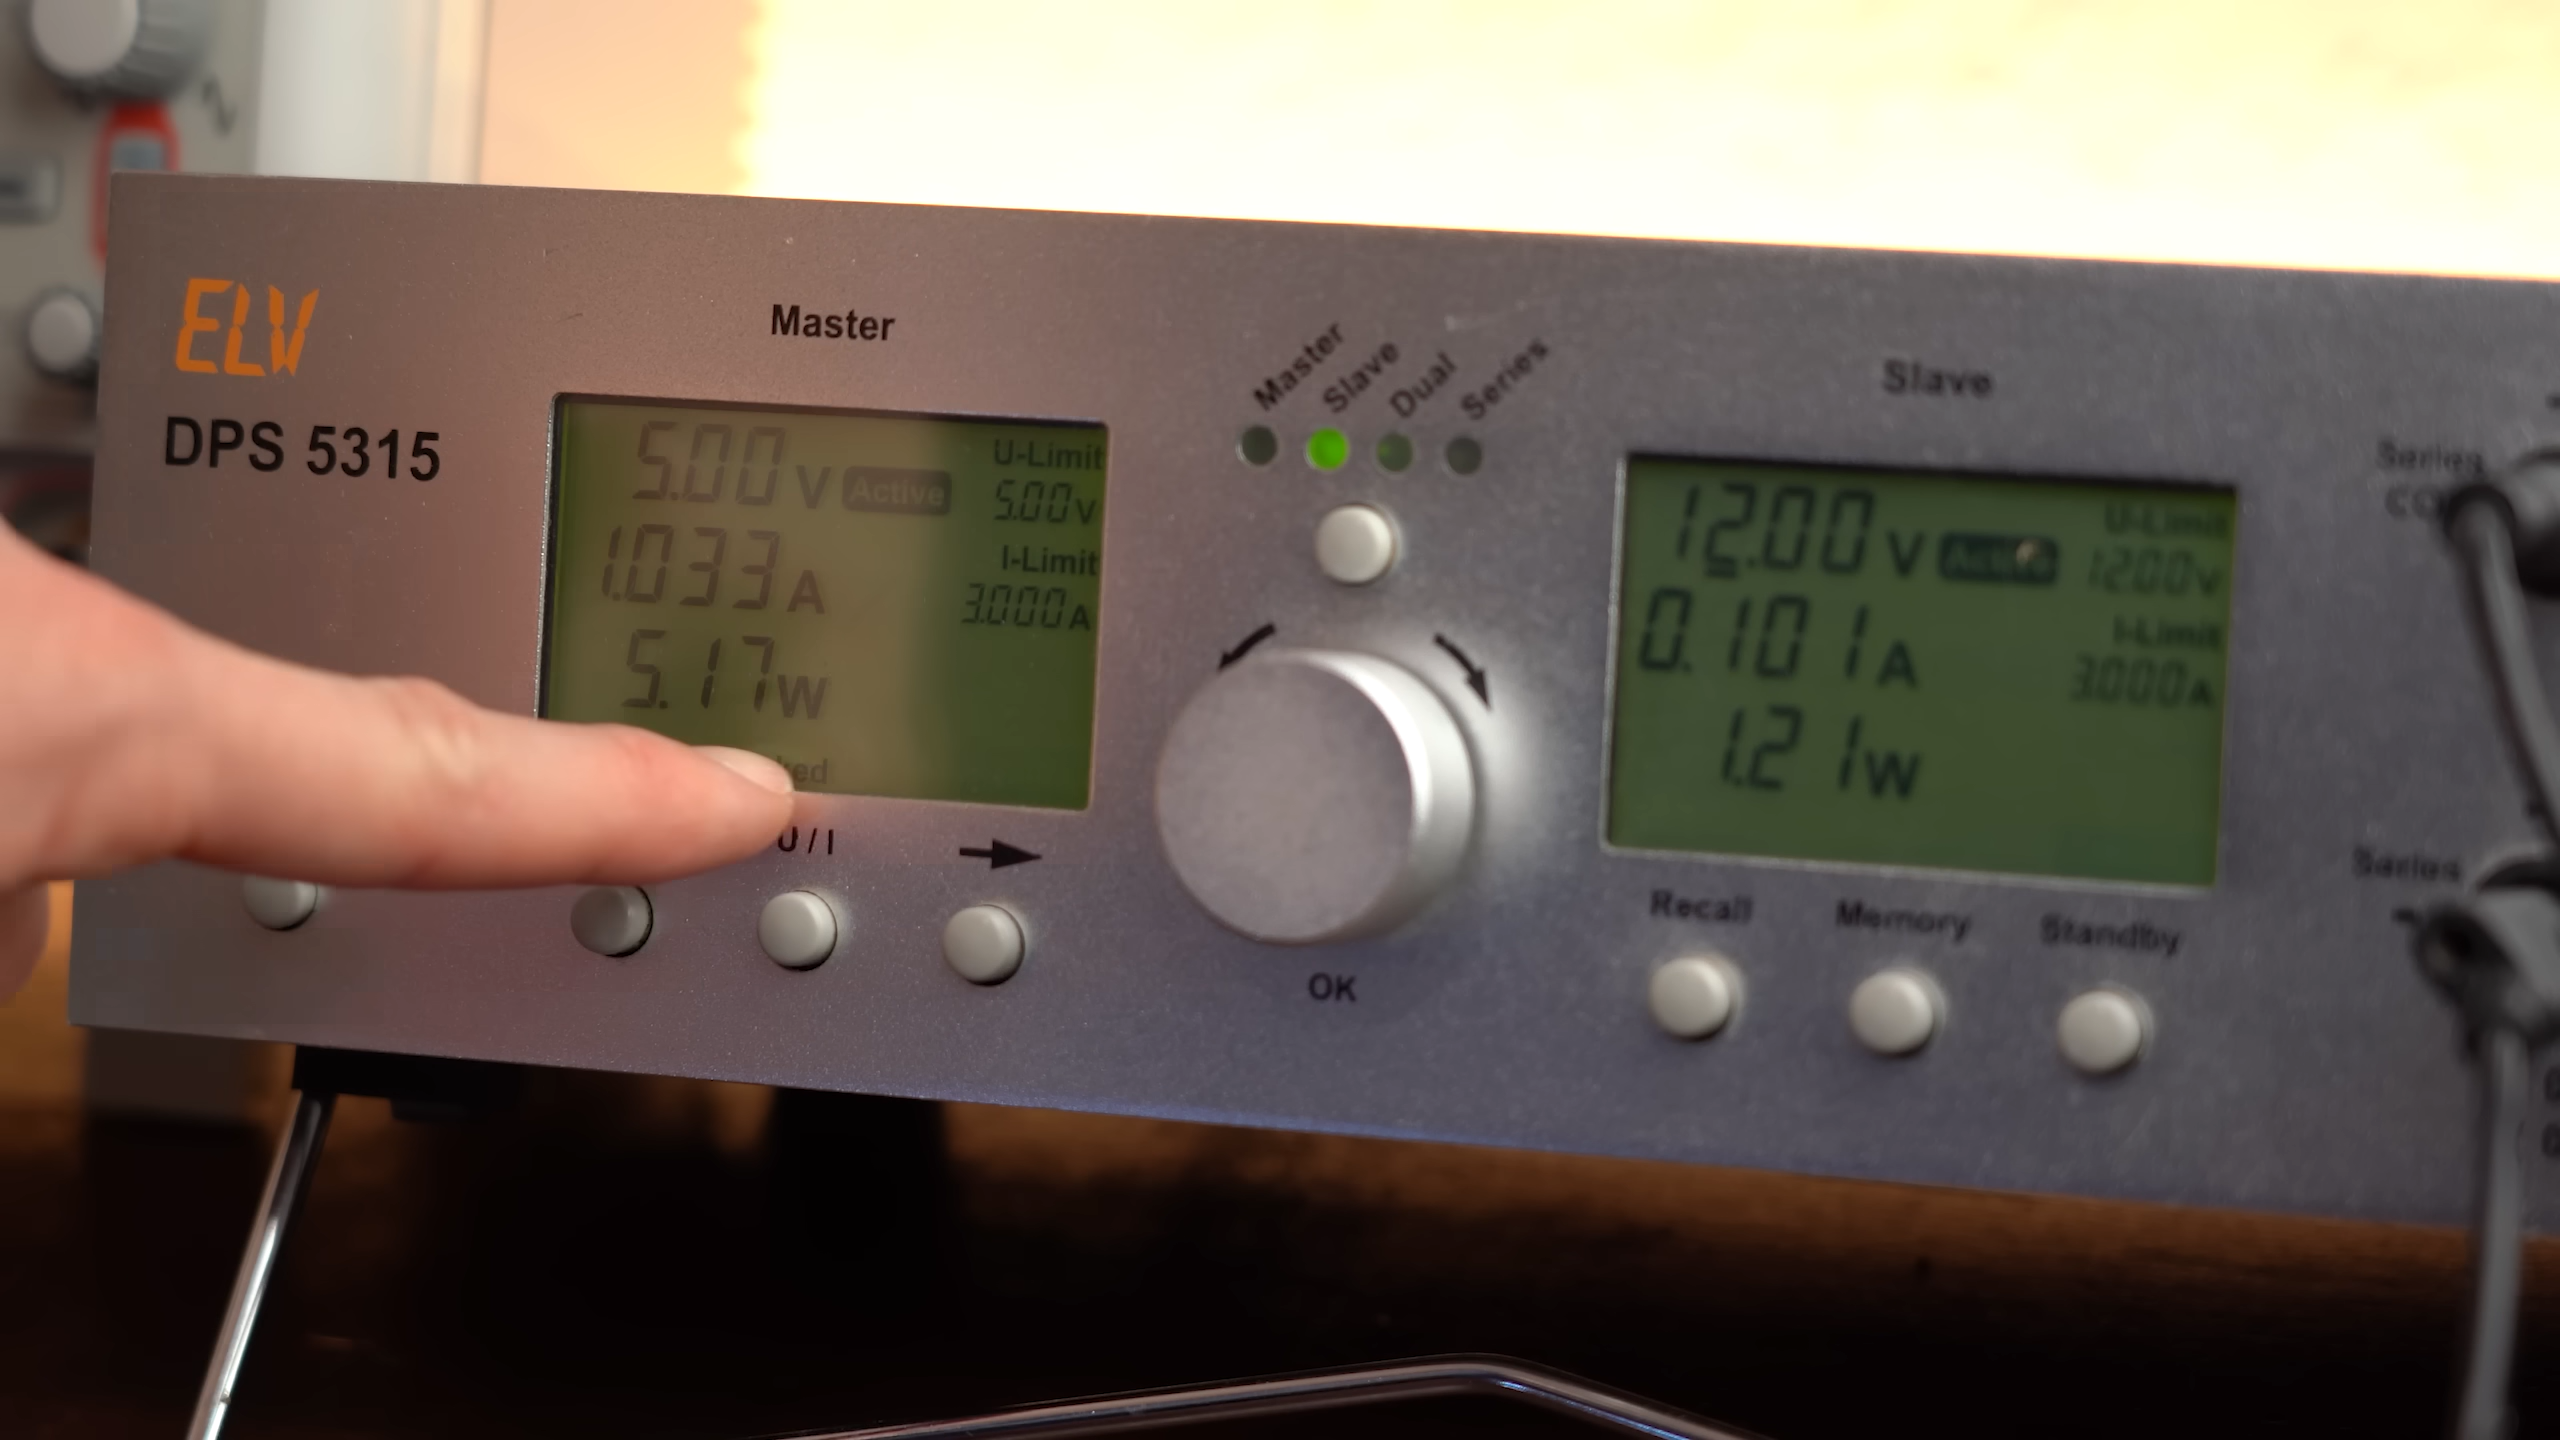 ELV
DPS 5315
Master
5.00 V Active
1.033 A
5.17 W
U-Limit
5.00 V
I-Limit
3.000 A
U / I
Master
Slave
Dual
Series
OK
Slave
12.00 V Active
0.101 A
1.21 W
U-Limit
12.00 V
I-Limit
3.000 A
Recall
Memory
Standby
Series
Series